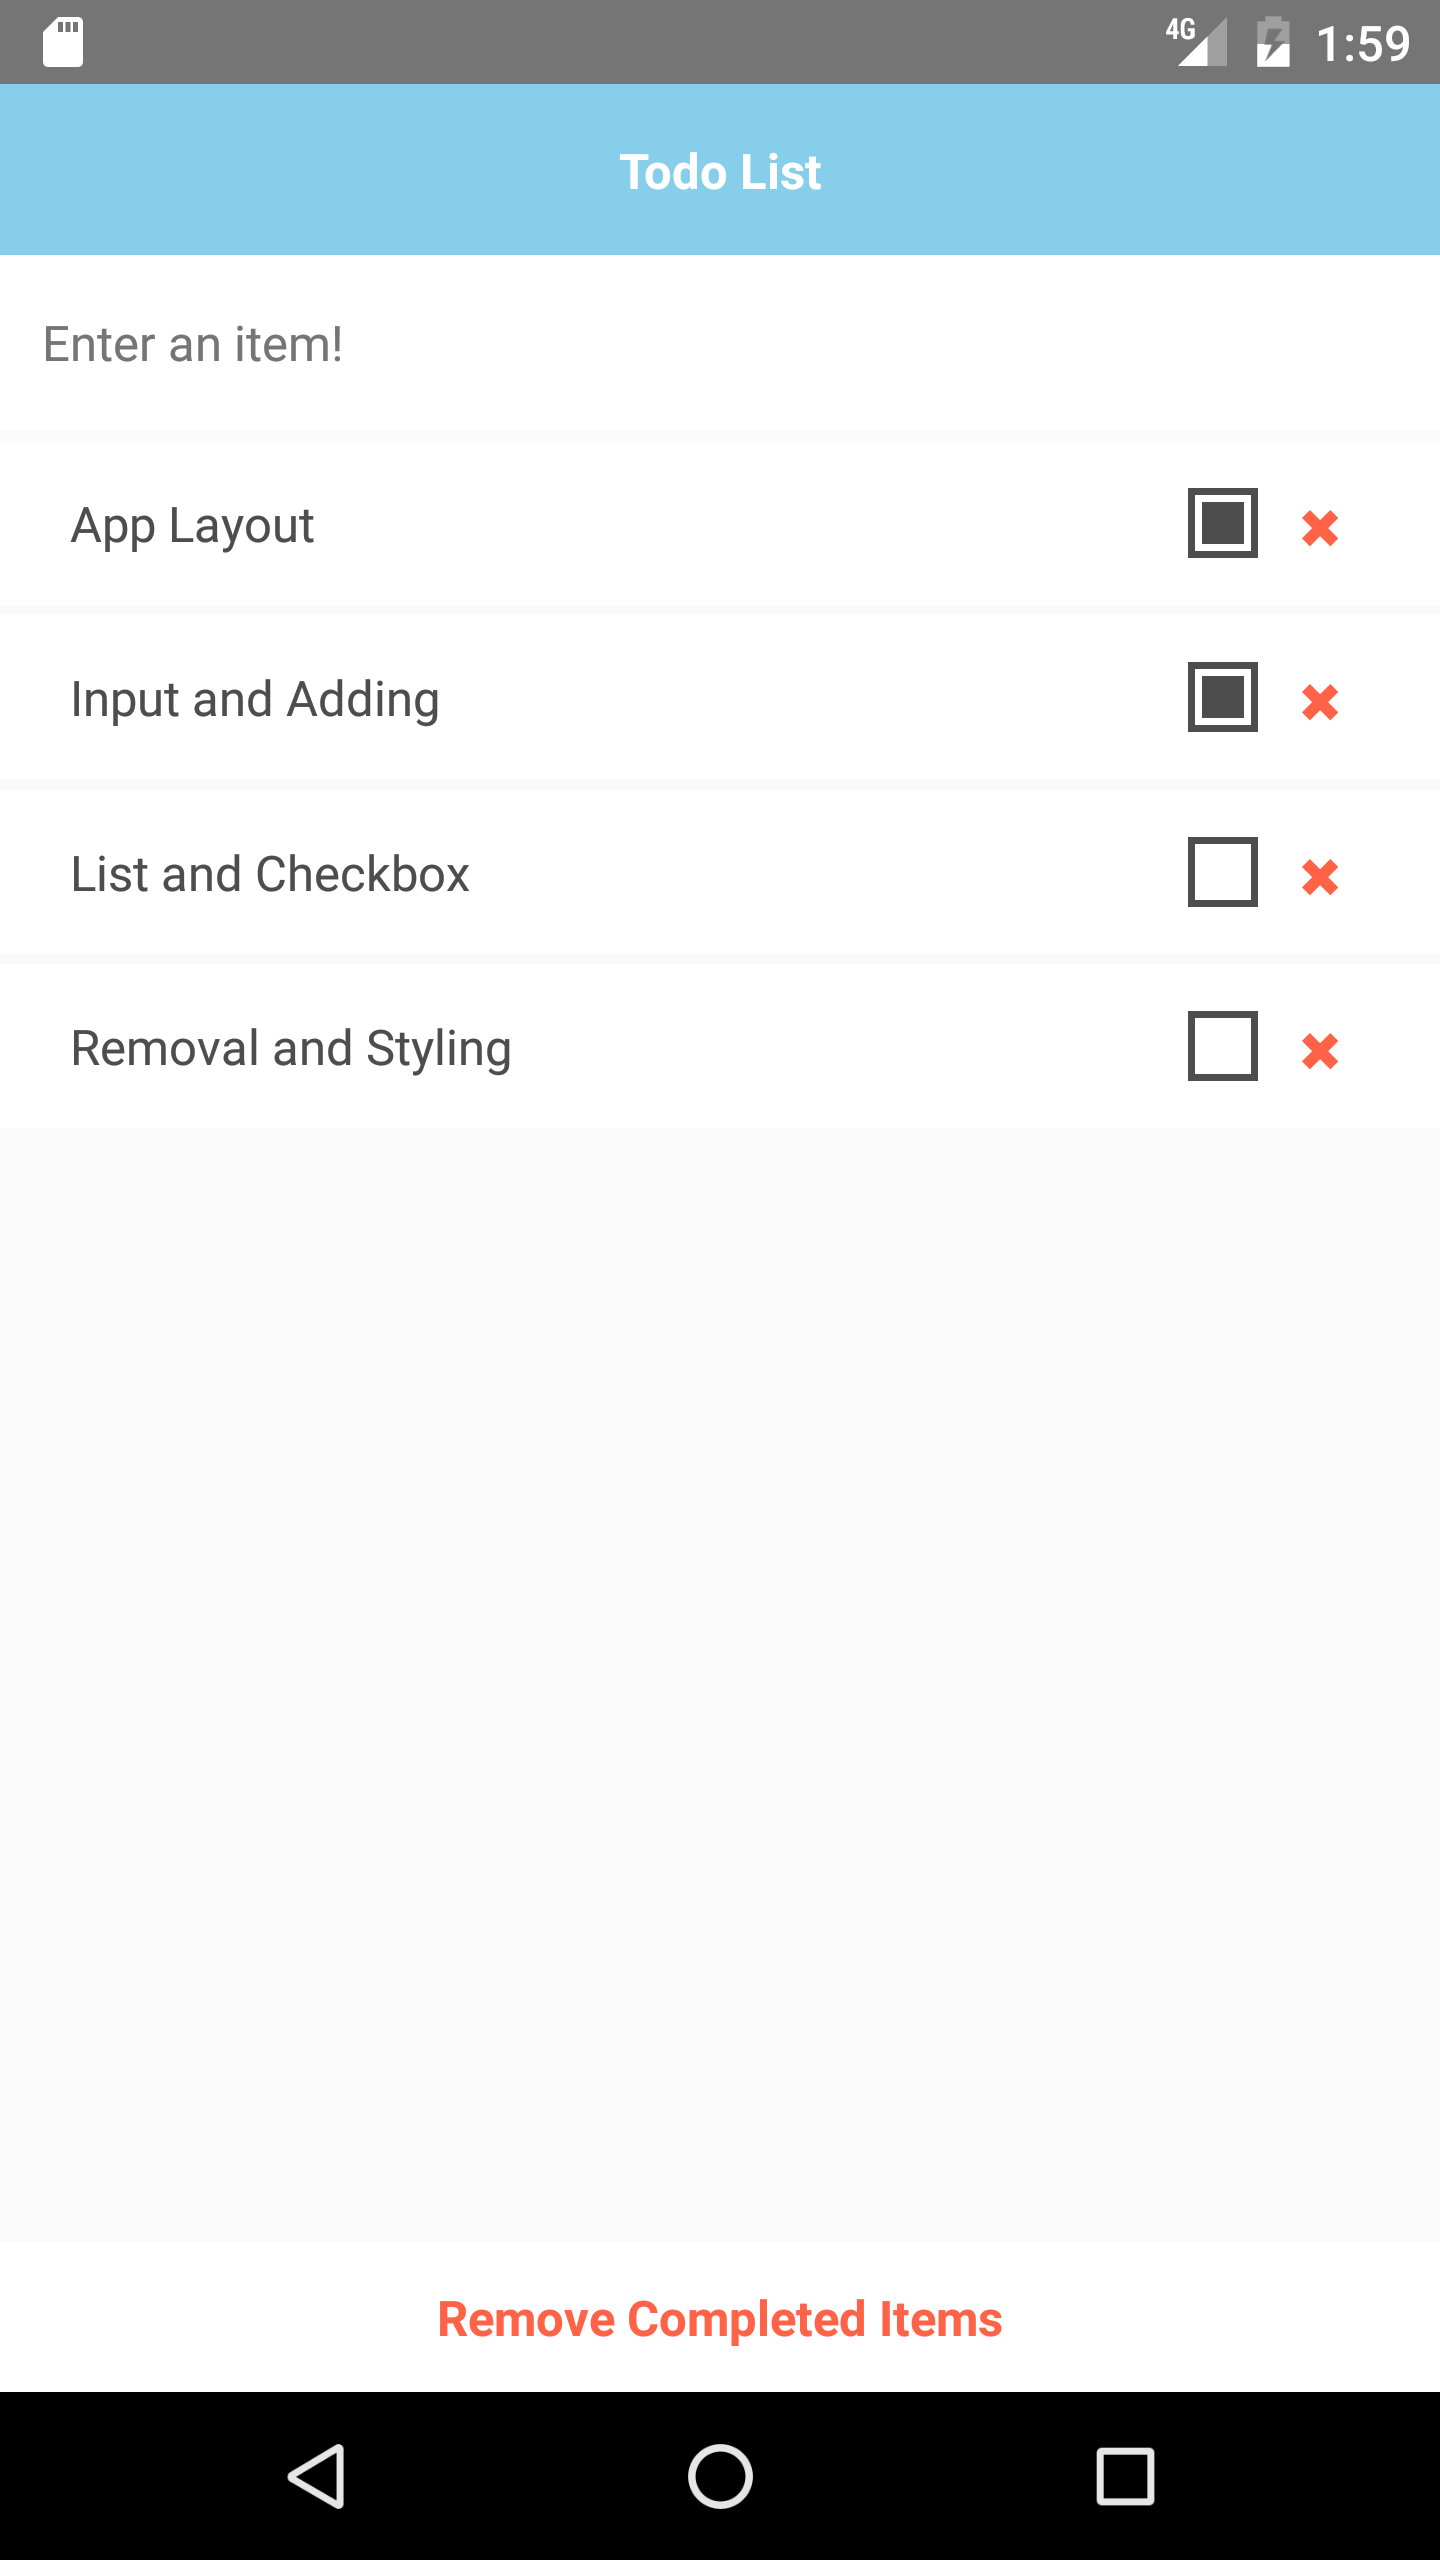 4G 1:59
Todo List
Enter an item!
App Layout
Input and Adding
List and Checkbox
Removal and Styling
Remove Completed Items